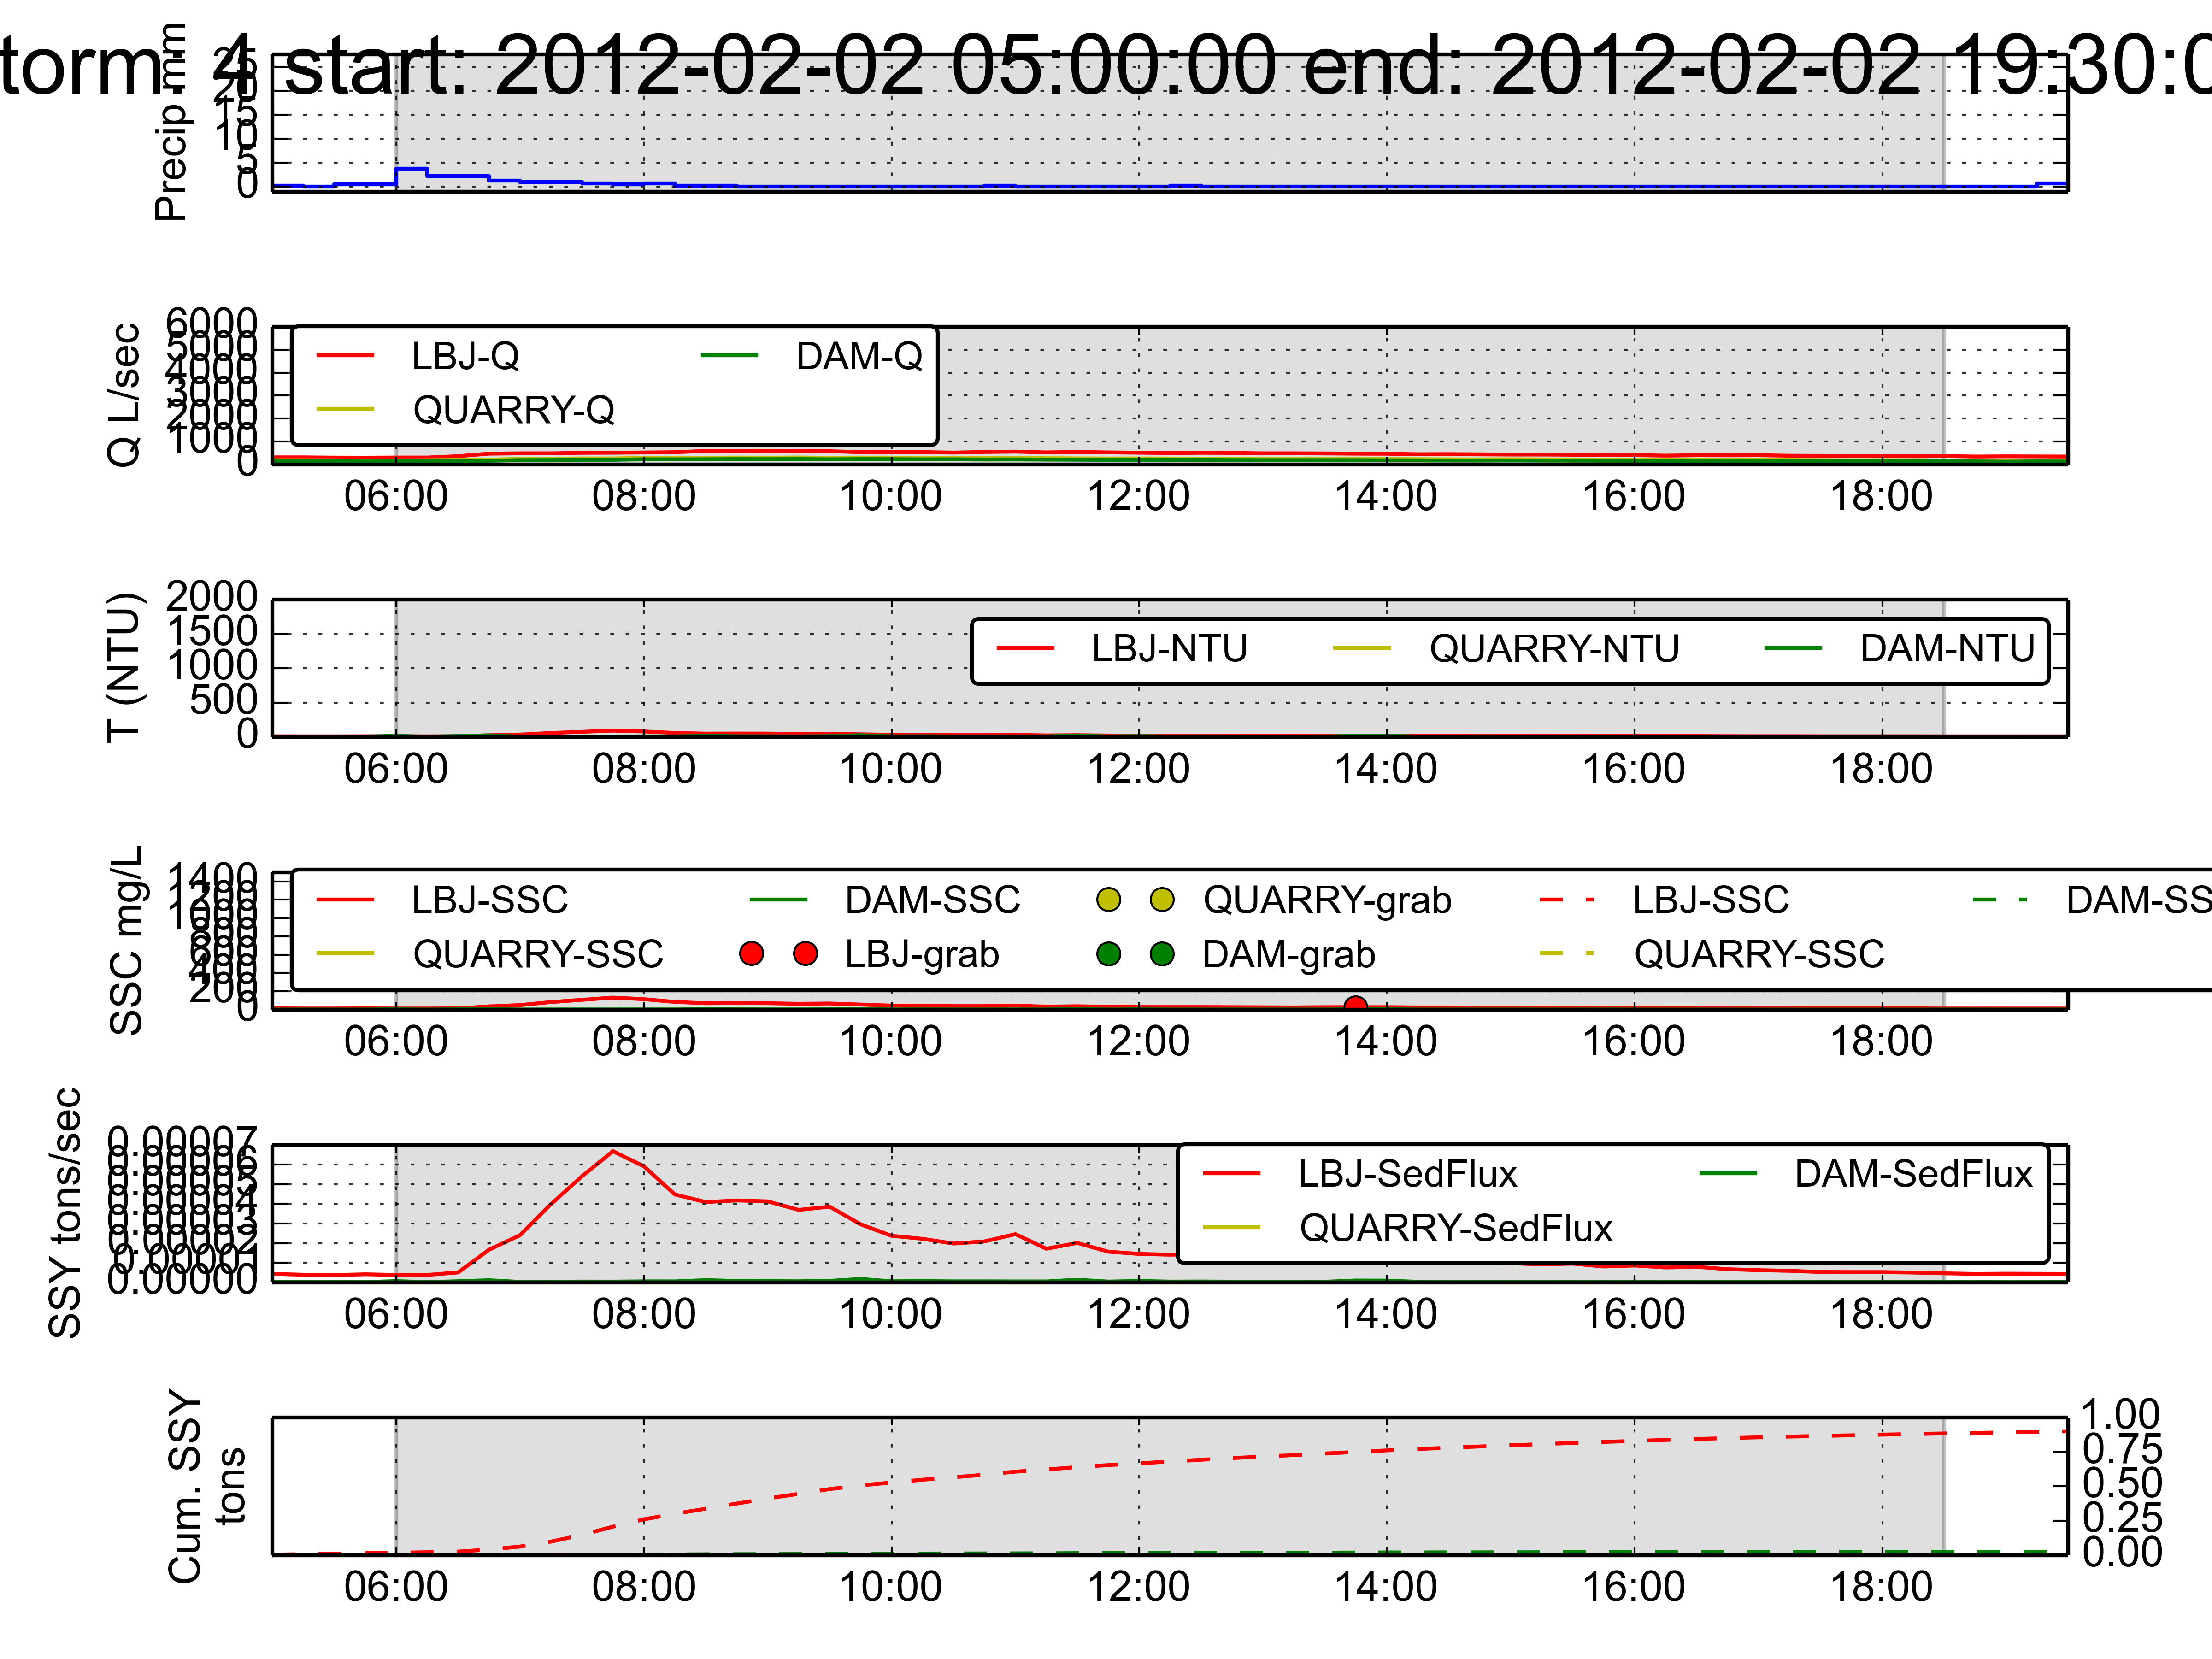 torm: 4 start: 2012-02-02 05:00:00 end: 2012-02-02 19:30:0
Precip mm
25
20
15
10
5
0
Q L/sec
6000
5000
4000
3000
2000
1000
0
LBJ-Q
DAM-Q
QUARRY-Q
06:00 08:00 10:00 12:00 14:00 16:00 18:00
T (NTU)
2000
1500
1000
500
0
LBJ-NTU QUARRY-NTU DAM-NTU
06:00 08:00 10:00 12:00 14:00 16:00 18:00
SSC mg/L
1400
1200
1000
800
600
400
200
0
LBJ-SSC DAM-SSC QUARRY-grab LBJ-SSC DAM-SS
QUARRY-SSC LBJ-grab DAM-grab QUARRY-SSC
06:00 08:00 10:00 12:00 14:00 16:00 18:00
SSY tons/sec
0.00007
0.00006
0.00005
0.00004
0.00003
0.00002
0.00001
0.00000
LBJ-SedFlux DAM-SedFlux
QUARRY-SedFlux
06:00 08:00 10:00 12:00 14:00 16:00 18:00
Cum. SSY
tons
1.00
0.75
0.50
0.25
0.00
06:00 08:00 10:00 12:00 14:00 16:00 18:00